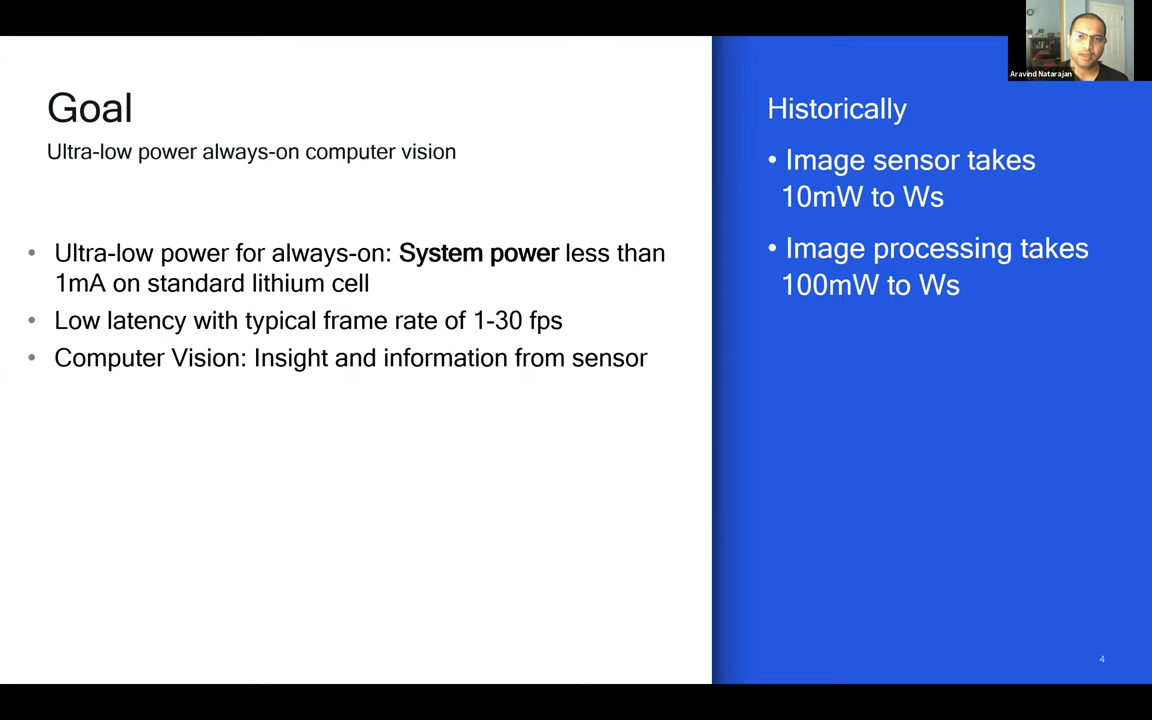 Goal
Ultra-low power always-on computer vision
• Ultra-low power for always-on: System power less than
1mA on standard lithium cell
• Low latency with typical frame rate of 1-30 fps
• Computer Vision: Insight and information from sensor
Historically
• Image sensor takes
10mW to Ws
• Image processing takes
100mW to Ws
Aravind Natarajan
4